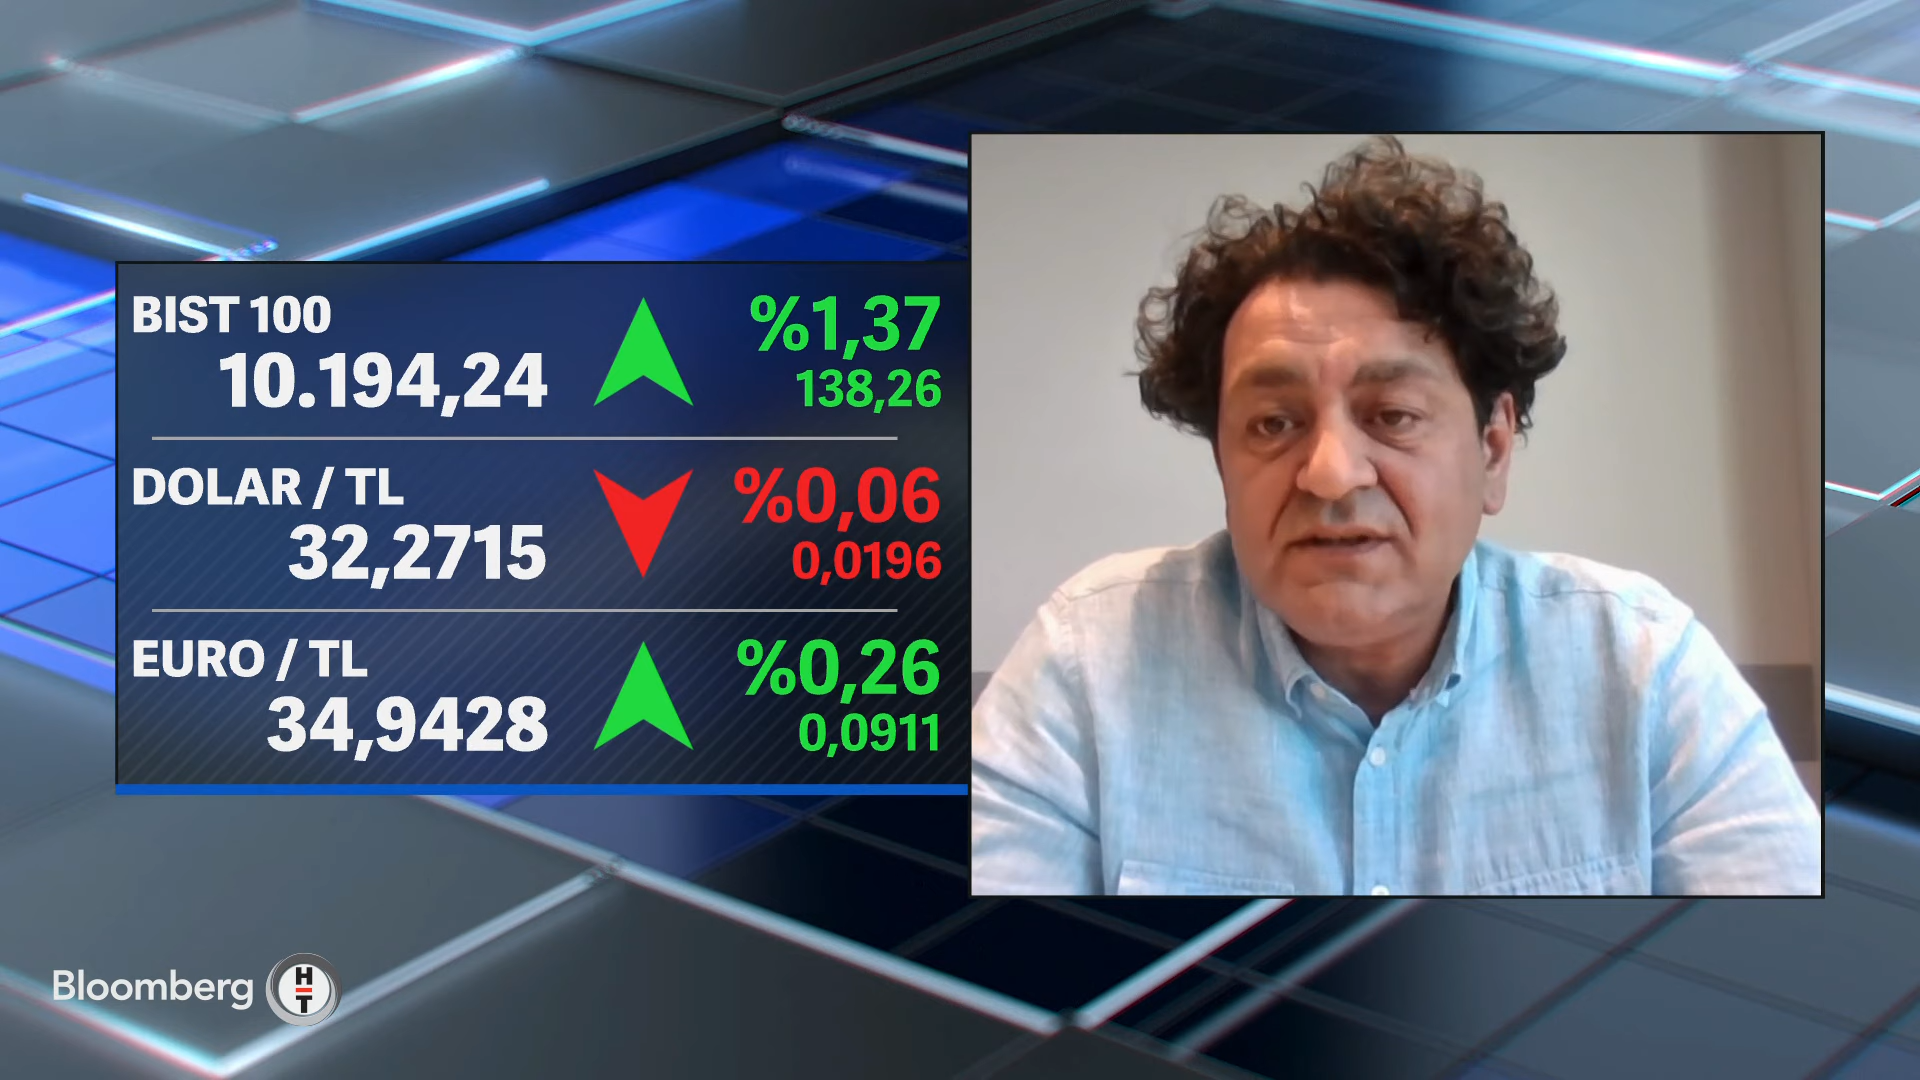 BIST 100
10.194,24
%1,37
138,26
DOLAR / TL
32,2715
%0,06
0,0196
EURO / TL
34,9428
%0,26
0,0911
Bloomberg HT